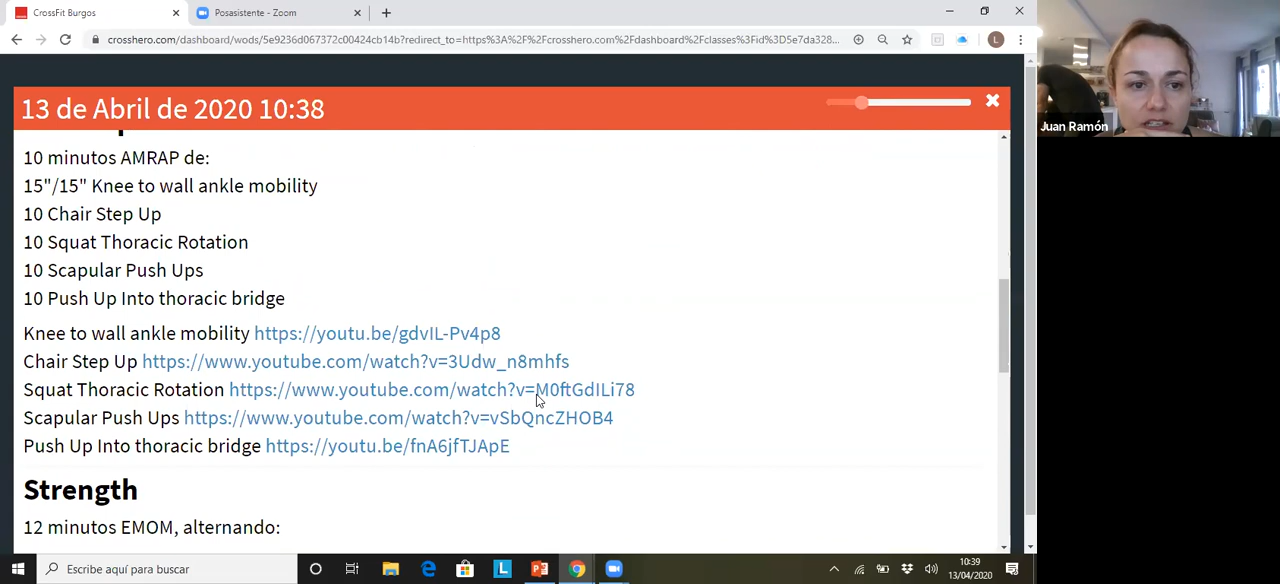 CrossFit Burgos
Posasistente - Zoom
crosshero.com/dashboard/wods/5e9236d067372c00424cb14b?redirect_to=https%3A%2F%2Fcrosshero.com%2Fdashboard%2Fclasses%3Fid%3D5e7da328...
L
13 de Abril de 2020 10:38
Juan Ramón
10 minutos AMRAP de:
15"/15" Knee to wall ankle mobility
10 Chair Step Up
10 Squat Thoracic Rotation
10 Scapular Push Ups
10 Push Up Into thoracic bridge
Knee to wall ankle mobility https://youtu.be/gdvIL-Pv4p8
Chair Step Up https://www.youtube.com/watch?v=3Udw_n8mhfs
Squat Thoracic Rotation https://www.youtube.com/watch?v=M0ftGdILi78
Scapular Push Ups https://www.youtube.com/watch?v=vSbQncZHOB4
Push Up Into thoracic bridge https://youtu.be/fnA6jfTJApE
Strength
12 minutos EMOM, alternando:
Escribe aquí para buscar
L
10:39
13/04/2020